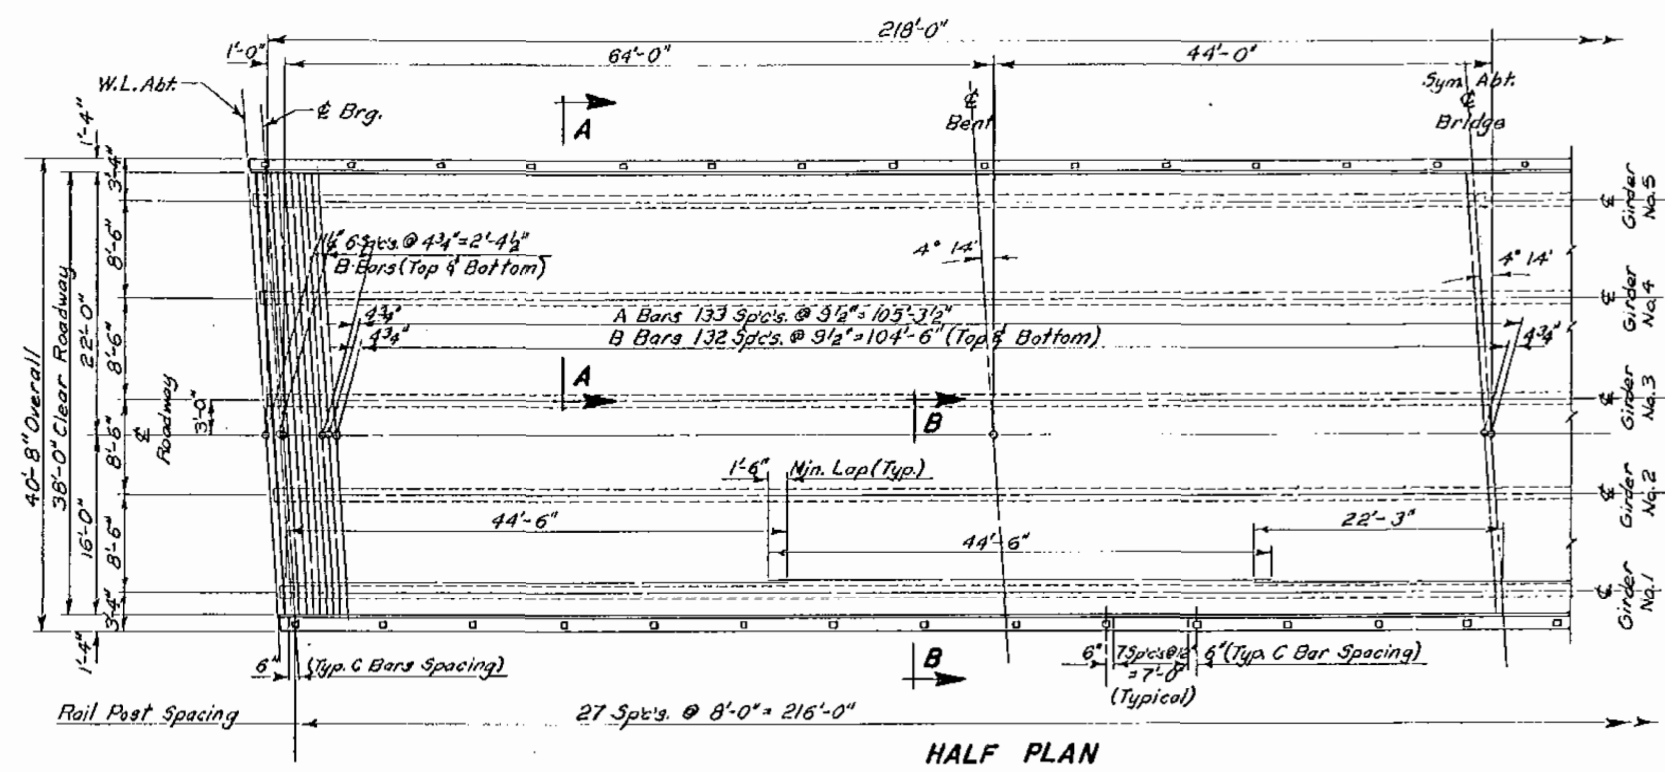 218'-0"
1'-0"
64'-0"
44'-0"
W.L. Abt.
℄ Brg.
A
℄
Bent
Sym. Abt.
℄
Bridge
1'-4"
3'-4"
8'-6"
8'-6"
8'-6"
8'-6"
3'-4"
1'-4"
40'-8" Overall
38'-0" Clear Roadway
22'-0"
16'-0"
℄
Roadway
3'-0"
6 Spc's. @ 4¾" = 2'-4½"
B Bars (Top & Bottom)
4° 14'
4° 14'
4¾"
A Bars 133 Spc's. @ 9½" = 105'-3½"
4¾"
B Bars 132 Spc's. @ 9½" = 104'-6" (Top & Bottom)
4¾"
A
B
1'-6" Min. Lap (Typ.)
44'-6"
44'-6"
22'-3"
℄ Girder No. 5
℄ Girder No. 4
℄ Girder No. 3
℄ Girder No. 2
℄ Girder No. 1
6" (Typ. C Bars Spacing)
B
6" 7 Spc's @ 12" 6" (Typ. C Bar Spacing)
= 7'-0"
(Typical)
Rail Post Spacing
27 Spc's. @ 8'-0" = 216'-0"
HALF PLAN